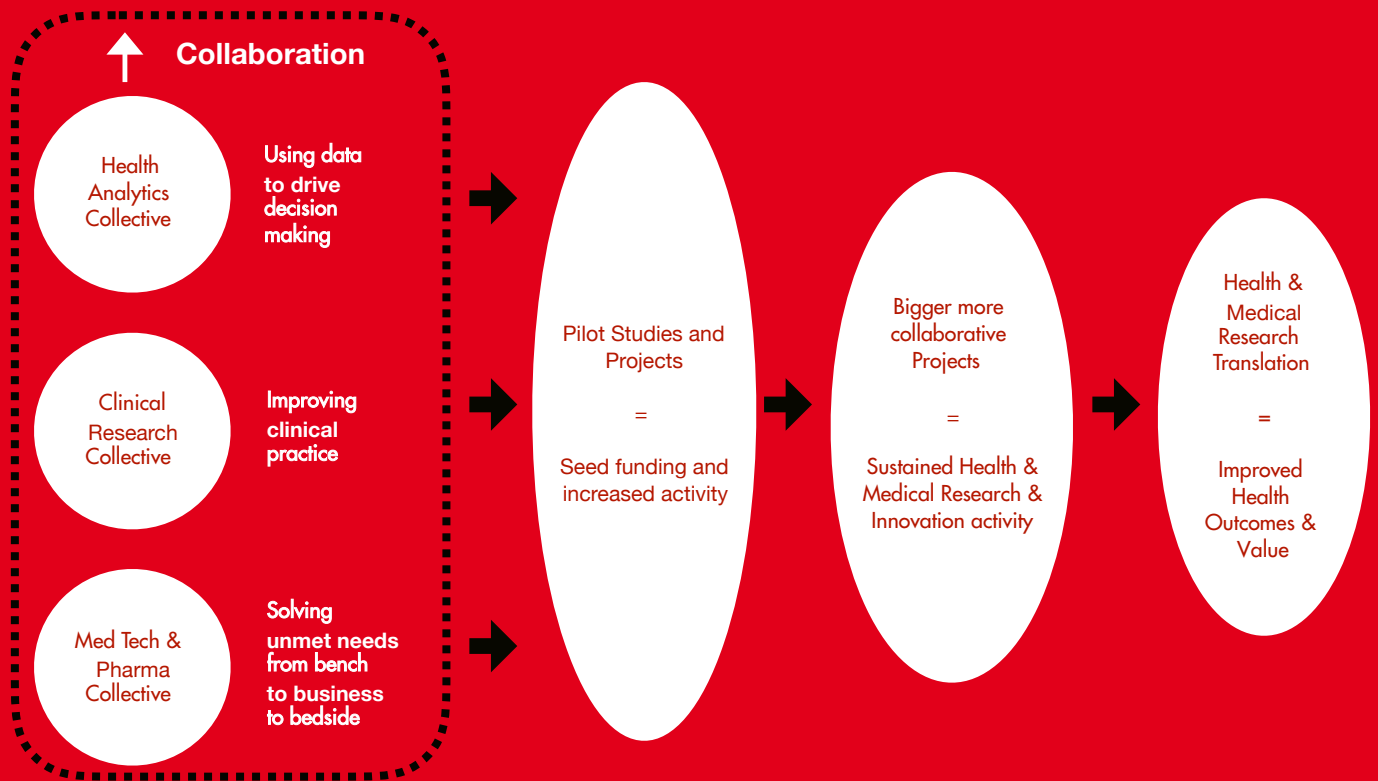 Collaboration
Health
Analytics
Collective
Using data
to drive
decision
making
Clinical
Research
Collective
Improving
clinical
practice
Med Tech &
Pharma
Collective
Solving
unmet needs
from bench
to business
to bedside
Pilot Studies and
Projects
=
Seed funding and
increased activity
Bigger more
collaborative
Projects
=
Sustained Health &
Medical Research &
Innovation activity
Health &
Medical
Research
Translation
=
Improved
Health
Outcomes &
Value